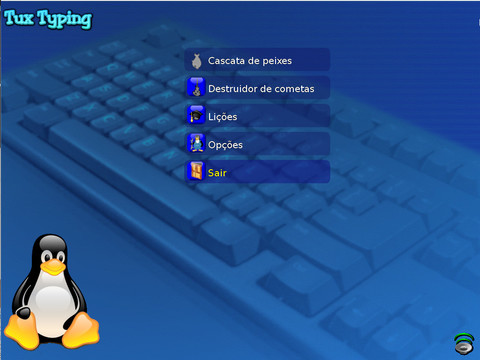 Tux Typing
Cascata de peixes
Destruidor de cometas
Lições
Opções
Sair